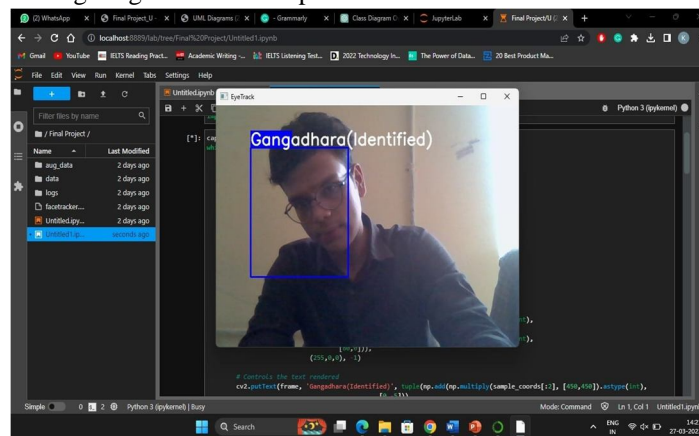 (2) WhatsApp
Final Project_U -
UML Diagrams (
- Grammarly
Class Diagram (
JupyterLab
Final Project/U (
localhost:8889/lab/tree/Final%20Project/Untitled1.ipynb
Gmail
YouTube
IELTS Reading Pract...
Academic Writing -...
IELTS Listening Test...
2022 Technology In...
The Power of Data...
20 Best Product Ma...
File Edit View Run Kernel Tabs Settings Help
EyeTrack
Untitled.ipynb
Python 3 (ipykernel)
Filter files by name
/ Final Project /
Name
Last Modified
aug_data 2 days ago
data 2 days ago
logs 2 days ago
facetracker.... 2 days ago
Untitled.ipy... 2 days ago
Untitled1.ip... seconds ago
[*]:
Gangadhara(Identified)
(255,0,0), -1)
# Controls the text rendered
cv2.putText(frame, 'Gangadhara(Identified)', tuple(np.add(np.multiply(sample_coords[:2], [450,450]).astype(int),
[0,-5])),
Simple 0 2 Python 3 (ipykernel) | Busy
Mode: Command Ln 1, Col 1 Untitled1.ipyn
Search
ENG
IN
27-03-202